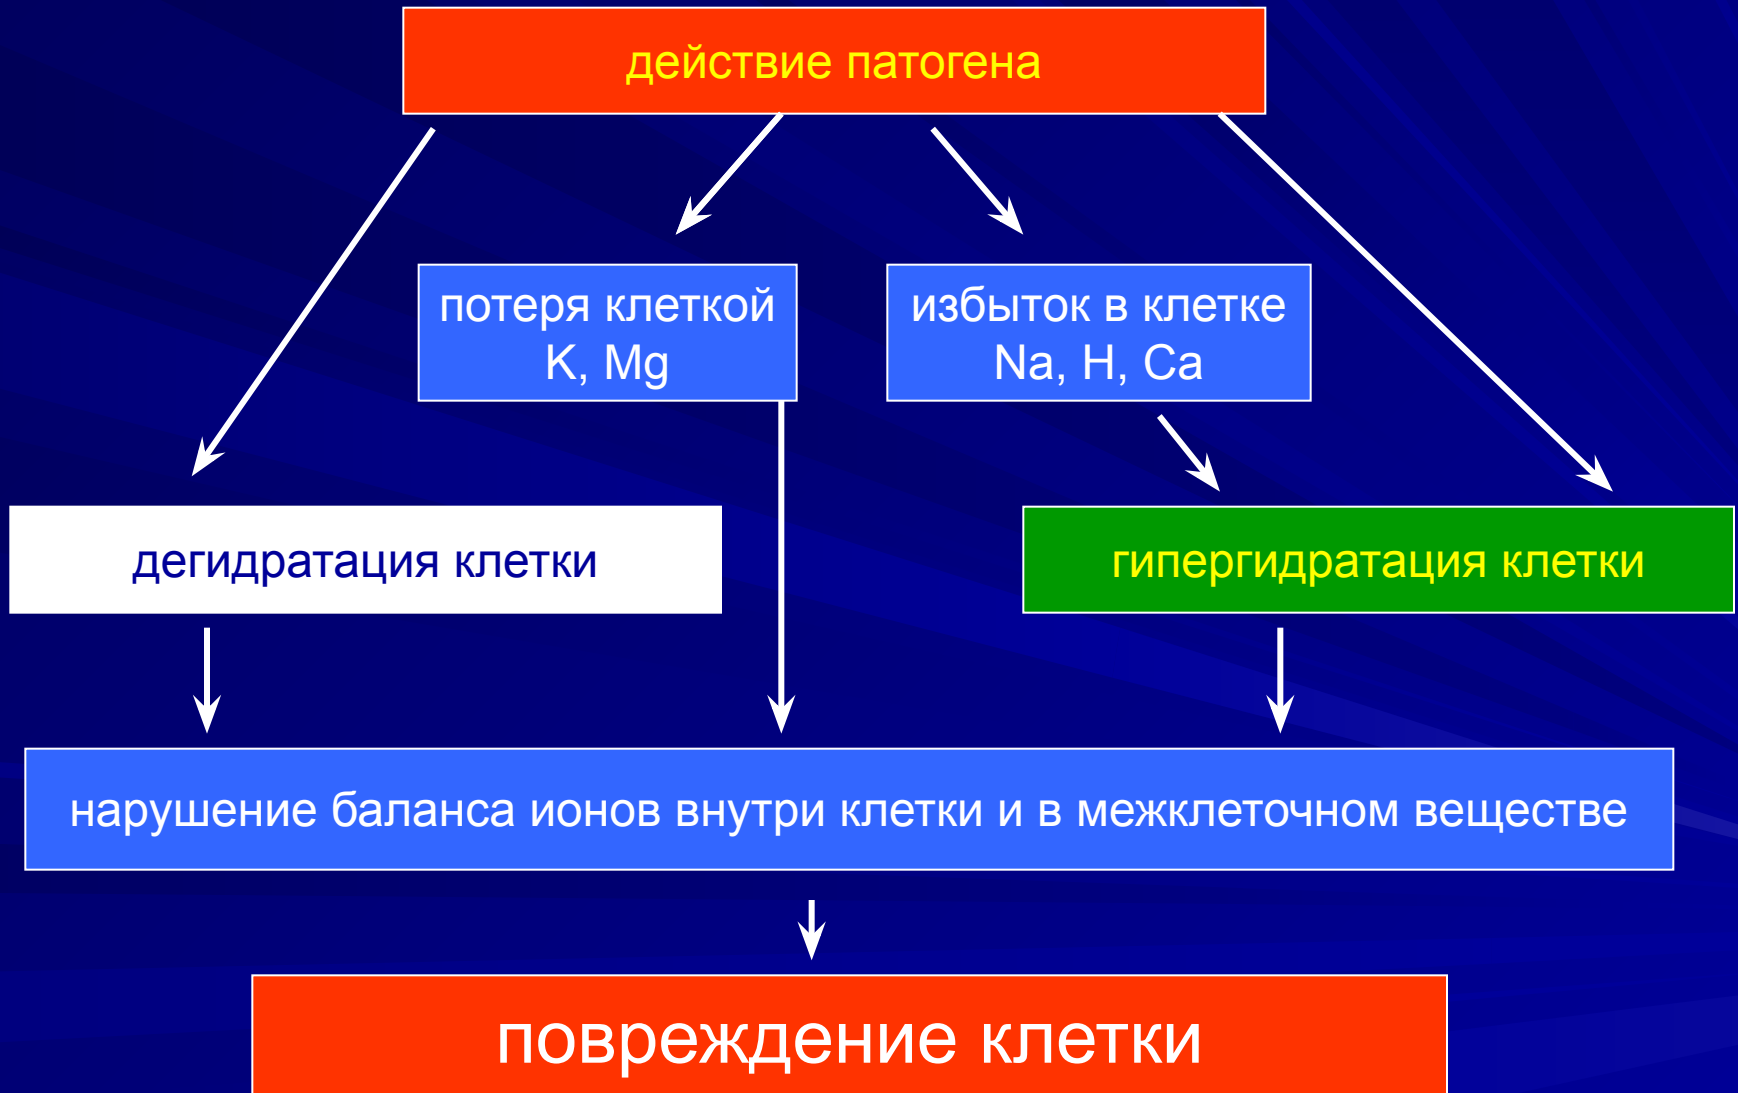 действие патогена
потеря клеткой
K, Mg
избыток в клетке
Na, H, Ca
дегидратация клетки
гипергидратация клетки
нарушение баланса ионов внутри клетки и в межклеточном веществе
повреждение клетки